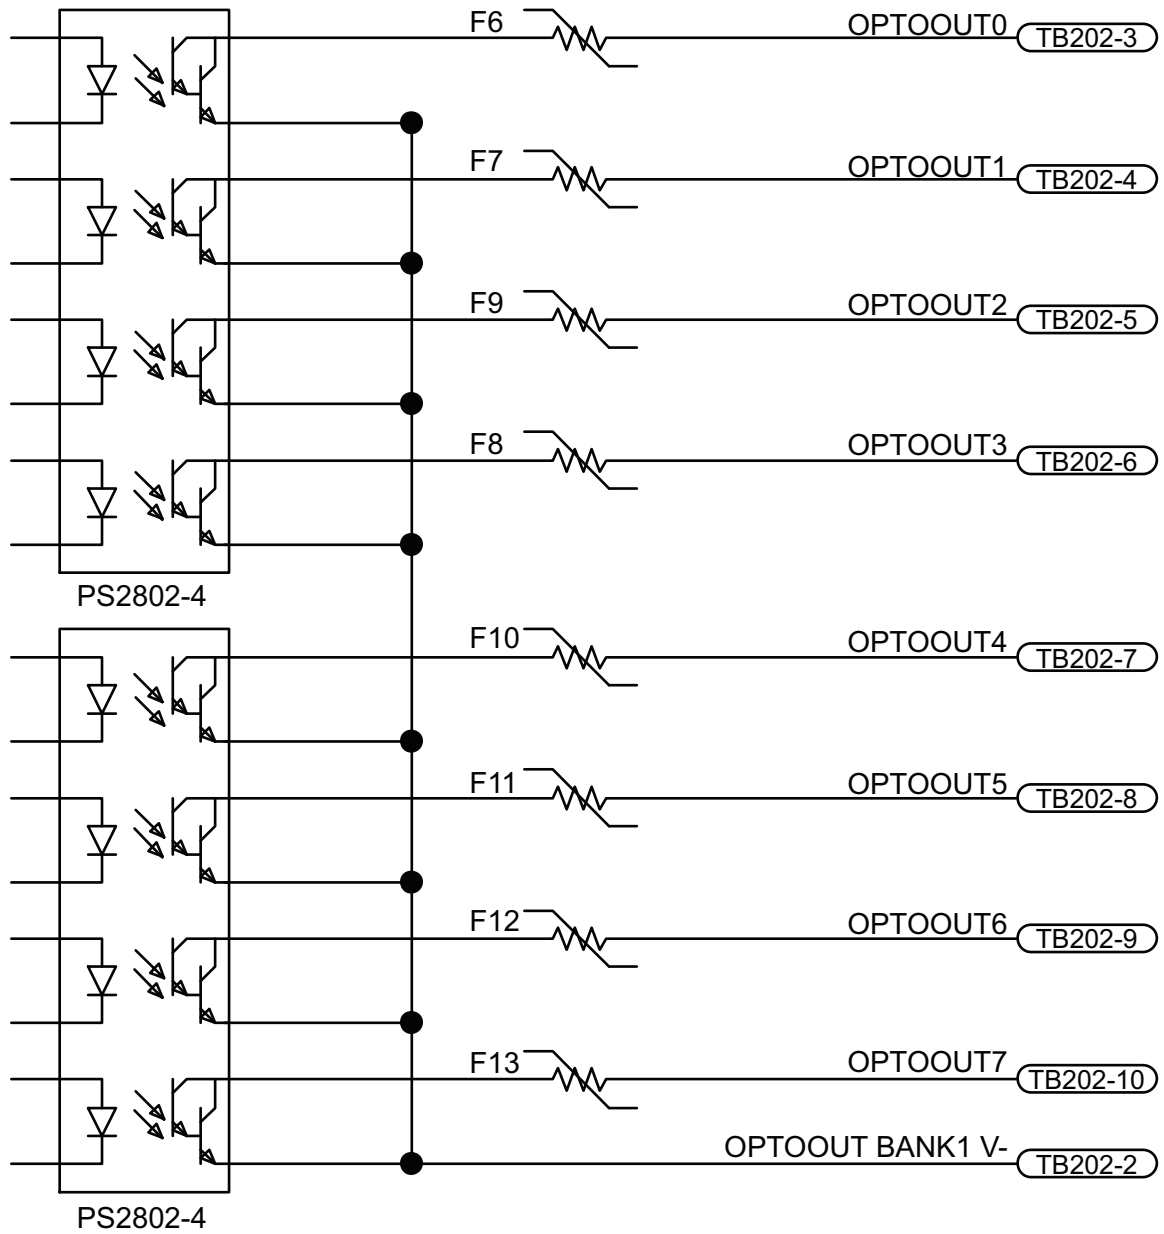 F6 OPTOOUT0 TB202-3
F7 OPTOOUT1 TB202-4
F9 OPTOOUT2 TB202-5
F8 OPTOOUT3 TB202-6
PS2802-4
F10 OPTOOUT4 TB202-7
F11 OPTOOUT5 TB202-8
F12 OPTOOUT6 TB202-9
F13 OPTOOUT7 TB202-10
OPTOOUT BANK1 V- TB202-2
PS2802-4